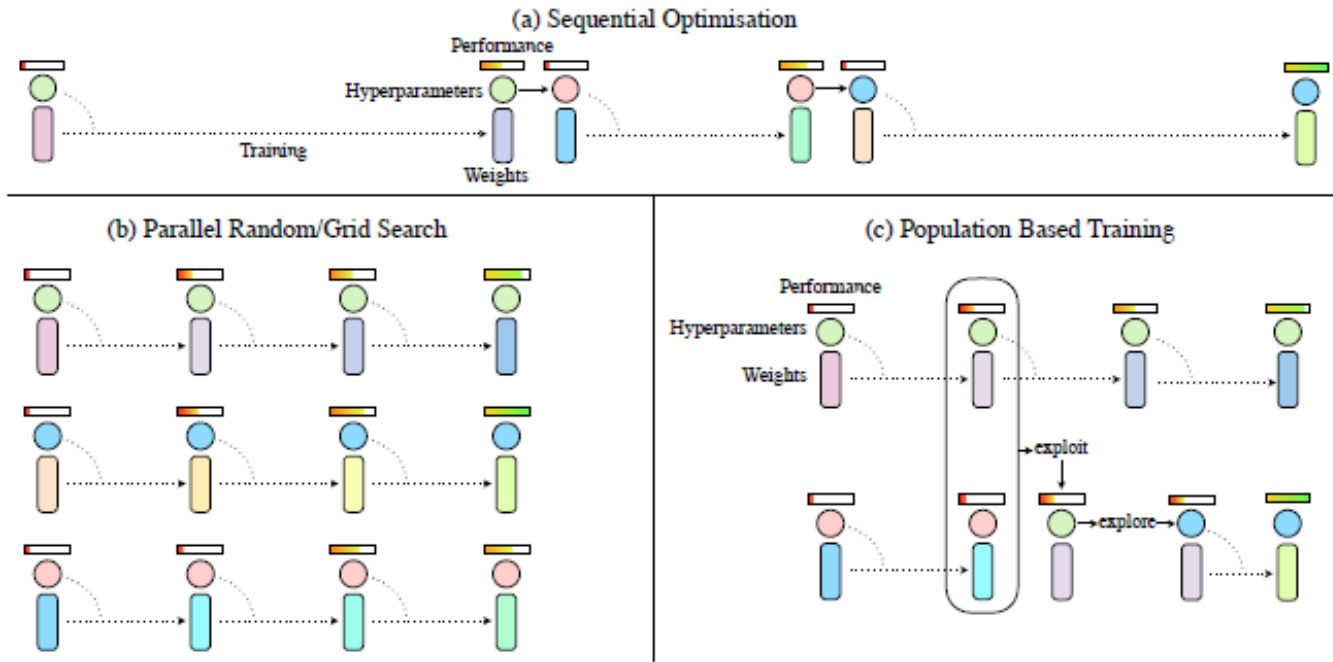 (a) Sequential Optimisation
Performance
Hyperparameters
Training
Weights
(b) Parallel Random/Grid Search
(c) Population Based Training
Performance
Hyperparameters
Weights
exploit
explore